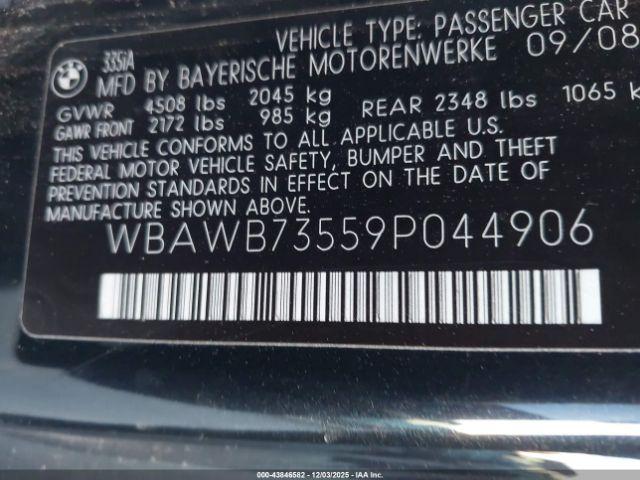 BMW
335iA
VEHICLE TYPE: PASSENGER CAR
MFD BY BAYERISCHE MOTORENWERKE 09/08
GVWR 4508 lbs 2045 kg
GAWR FRONT 2172 lbs 985 kg REAR 2348 lbs 1065 k
THIS VEHICLE CONFORMS TO ALL APPLICABLE U.S.
FEDERAL MOTOR VEHICLE SAFETY, BUMPER AND THEFT
PREVENTION STANDARDS IN EFFECT ON THE DATE OF
MANUFACTURE SHOWN ABOVE.
WBAWB73559P044906
000-43846582 - 12/03/2025 - IAA Inc.